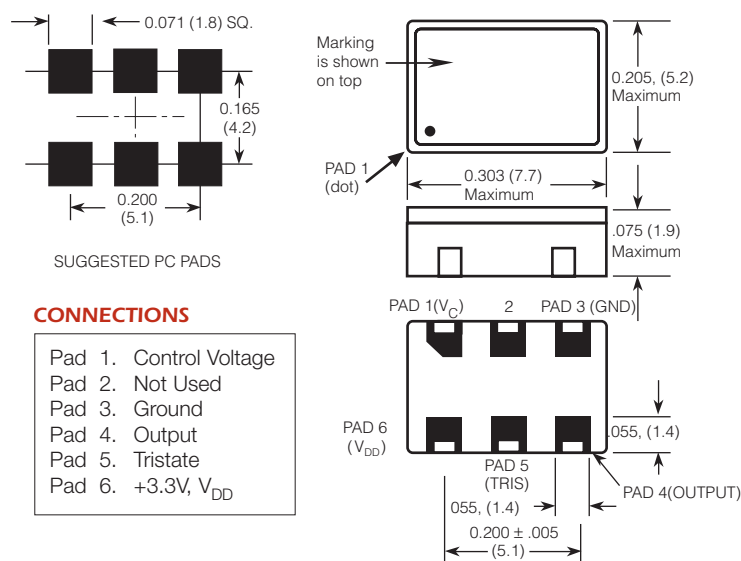 0.071 (1.8) SQ.
0.165
(4.2)
0.200
(5.1)
SUGGESTED PC PADS
Marking
is shown
on top
0.205, (5.2)
Maximum
PAD 1
(dot)
0.303 (7.7)
Maximum
.075 (1.9)
Maximum
CONNECTIONS
Pad 1. Control Voltage
Pad 2. Not Used
Pad 3. Ground
Pad 4. Output
Pad 5. Tristate
Pad 6. +3.3V, VDD
PAD 1(VC) 2 PAD 3 (GND)
PAD 6
(VDD)
.055, (1.4)
PAD 5
(TRIS)
PAD 4(OUTPUT)
055, (1.4)
0.200 ± .005
(5.1)